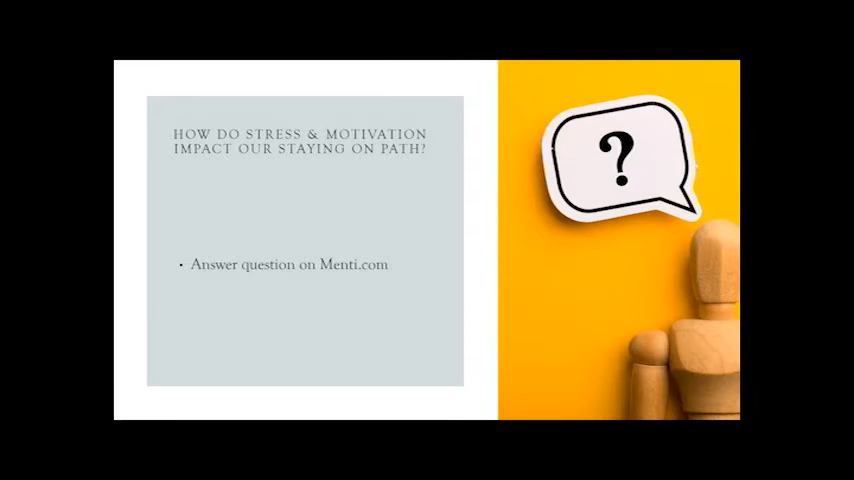 HOW DO STRESS & MOTIVATION
IMPACT OUR STAYING ON PATH?
• Answer question on Menti.com
?